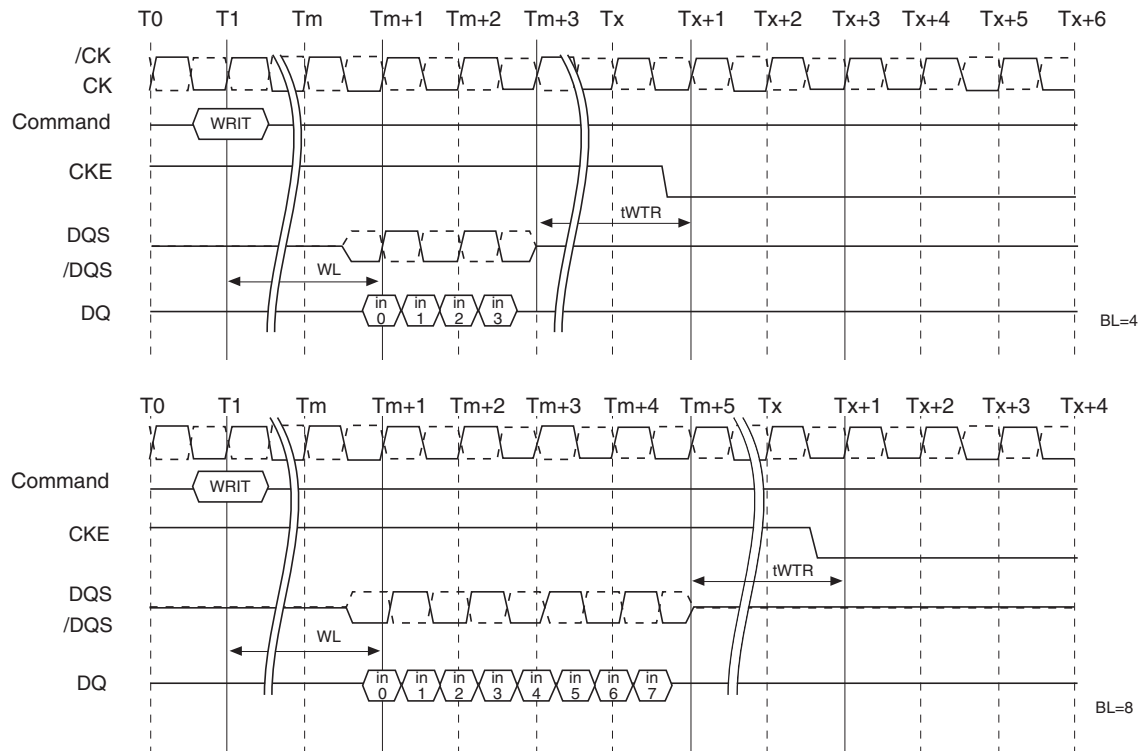 T0 T1 Tm Tm+1 Tm+2 Tm+3 Tx Tx+1 Tx+2 Tx+3 Tx+4 Tx+5 Tx+6
/CK
CK
Command WRIT
CKE
tWTR
DQS
/DQS
WL
DQ in 0 in 1 in 2 in 3
BL=4
T0 T1 Tm Tm+1 Tm+2 Tm+3 Tm+4 Tm+5 Tx Tx+1 Tx+2 Tx+3 Tx+4
Command WRIT
CKE
tWTR
DQS
/DQS
WL
DQ in 0 in 1 in 2 in 3 in 4 in 5 in 6 in 7
BL=8